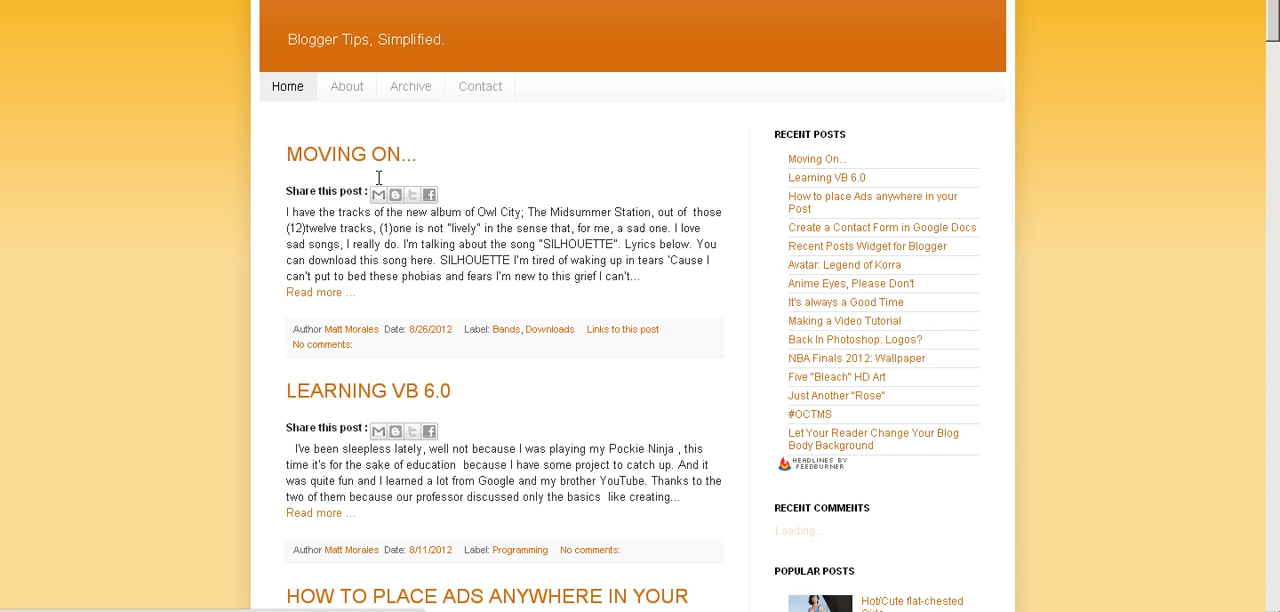 Blogger Tips, Simplified.
Home About Archive Contact
MOVING ON...
Share this post :
I have the tracks of the new album of Owl City; The Midsummer Station, out of those
(12)twelve tracks, (1)one is not "lively" in the sense that, for me, a sad one. I love
sad songs, I really do. I'm talking about the song "SILHOUETTE". Lyrics below. You
can download this song here. SILHOUETTE I'm tired of waking up in tears 'Cause I
can't put to bed these phobias and fears I'm new to this grief I can't...
Read more ...
Author Matt Morales Date: 8/26/2012 Label: Bands, Downloads Links to this post
No comments:
LEARNING VB 6.0
Share this post :
I've been sleepless lately, well not because I was playing my Pockie Ninja , this
time it's for the sake of education because I have some project to catch up. And it
was quite fun and I learned a lot from Google and my brother YouTube. Thanks to the
two of them because our professor discussed only the basics like creating...
Read more ...
Author Matt Morales Date: 8/11/2012 Label: Programming No comments:
HOW TO PLACE ADS ANYWHERE IN YOUR
RECENT POSTS
Moving On...
Learning VB 6.0
How to place Ads anywhere in your
Post
Create a Contact Form in Google Docs
Recent Posts Widget for Blogger
Avatar: Legend of Korra
Anime Eyes, Please Don't
It's always a Good Time
Making a Video Tutorial
Back In Photoshop: Logos?
NBA Finals 2012: Wallpaper
Five "Bleach" HD Art
Just Another "Rose"
#OCTMS
Let Your Reader Change Your Blog
Body Background
HEADLINES BY
FEEDBURNER
RECENT COMMENTS
Loading...
POPULAR POSTS
Hot/Cute flat-chested